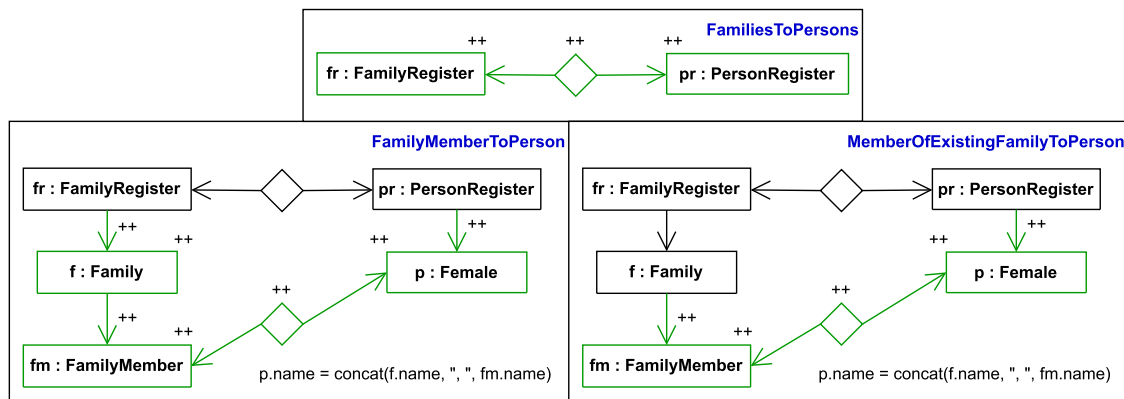 FamiliesToPersons
++ ++ ++
fr : FamilyRegister
pr : PersonRegister
FamilyMemberToPerson
fr : FamilyRegister
pr : PersonRegister
++ ++
++ ++
f : Family
p : Female
++ ++ ++
fm : FamilyMember
p.name = concat(f.name, ", ", fm.name)
MemberOfExistingFamilyToPerson
fr : FamilyRegister
pr : PersonRegister
++
++
f : Family
p : Female
++ ++ ++
fm : FamilyMember
p.name = concat(f.name, ", ", fm.name)